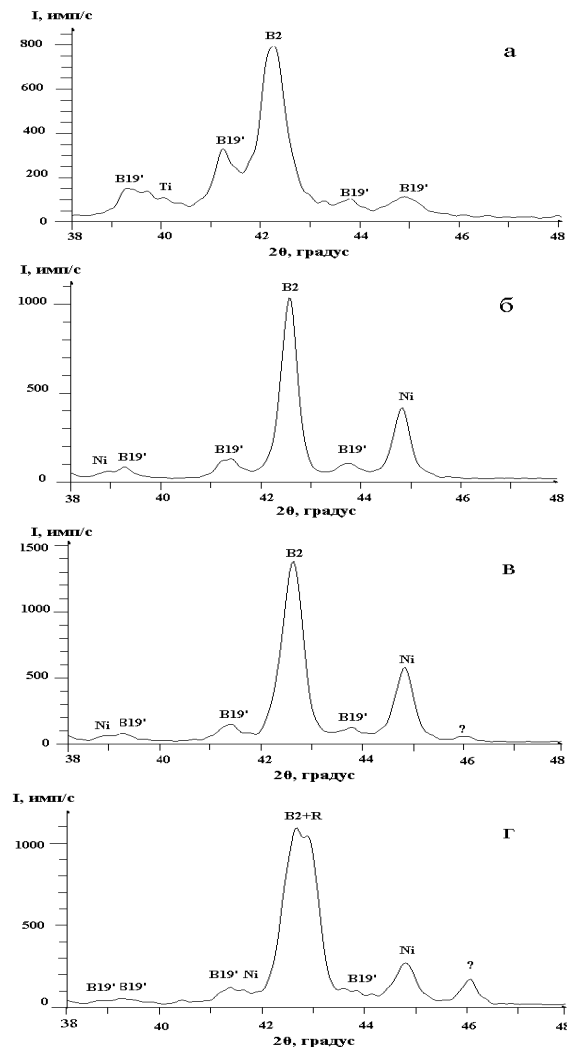 I, имп/с
а
B2
800
600
400
B19'
200
B19'
Ti
B19'
B19'
0
38 40 42 44 46 48
2θ, градус
I, имп/с
б
B2
1000
500
Ni
Ni B19'
B19'
B19'
0
38 40 42 44 46 48
2θ, градус
I, имп/с
1500
в
B2
1000
500
Ni
Ni B19'
B19'
B19'
?
0
38 40 42 44 46 48
2θ, градус
I, имп/с
B2+R
г
1000
500
Ni
B19' B19'
B19' Ni
B19'
?
0
38 40 42 44 46 48
2θ, градус